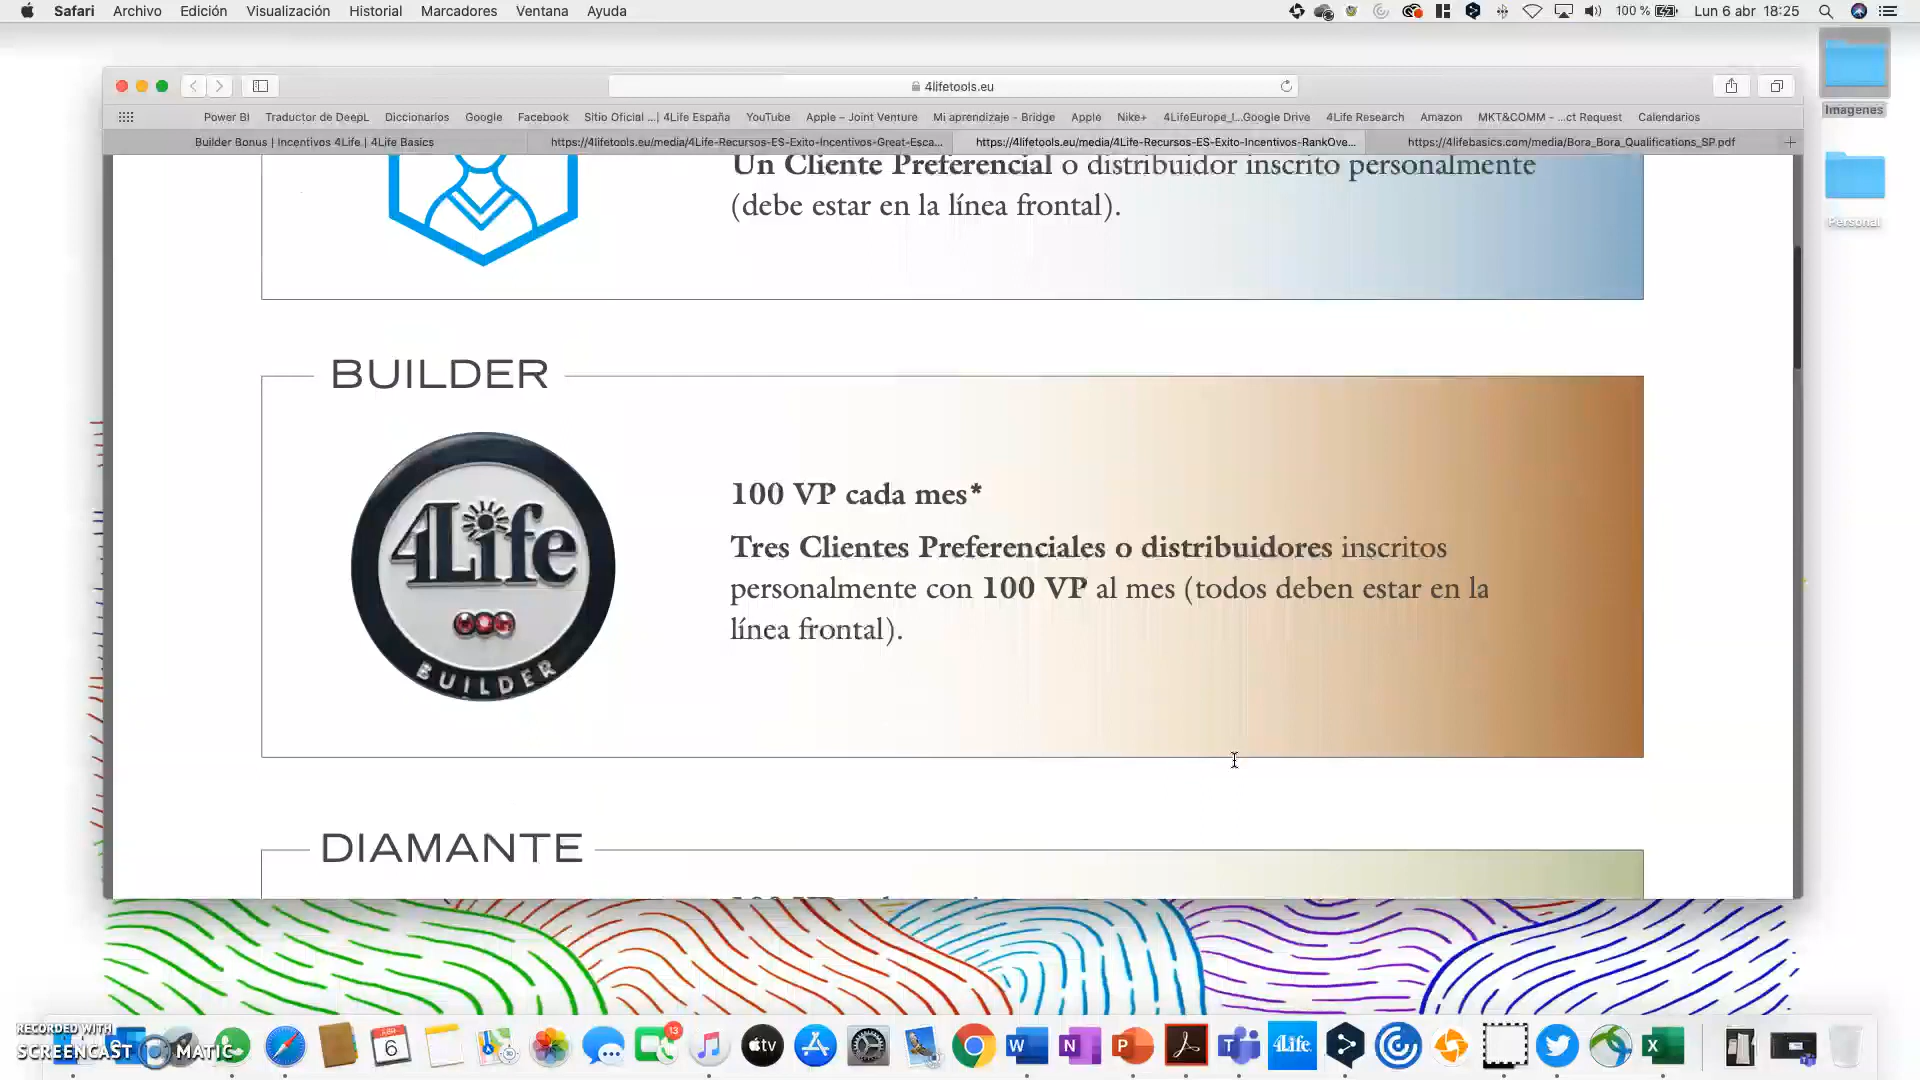 Safari Archivo Edición Visualización Historial Marcadores Ventana Ayuda 100 % Lun 6 abr 18:25
4lifetools.eu
Imágenes
Power BI Traductor de DeepL Diccionarios Google Facebook Sitio Oficial ...| 4Life España YouTube Apple – Joint Venture Mi aprendizaje - Bridge Apple Nike+ 4LifeEurope_I...Google Drive 4Life Research Amazon MKT&COMM - ...ct Request Calendarios
Builder Bonus | Incentivos 4Life | 4Life Basics https://4lifetools.eu/media/4Life-Recursos-ES-Exito-Incentivos-Great-Esca... https://4lifetools.eu/media/4Life-Recursos-ES-Exito-Incentivos-RankOve... https://4lifebasics.com/media/Bora_Bora_Qualifications_SP.pdf
Un Cliente Preferencial o distribuidor inscrito personalmente
(debe estar en la línea frontal).
Personal
BUILDER
4Life
BUILDER
100 VP cada mes*
Tres Clientes Preferenciales o distribuidores inscritos
personalmente con 100 VP al mes (todos deben estar en la
línea frontal).
DIAMANTE
RECORDED WITH
SCREENCAST MATIC
ABR
6
13
tv
W
N
P
T
4Life
X